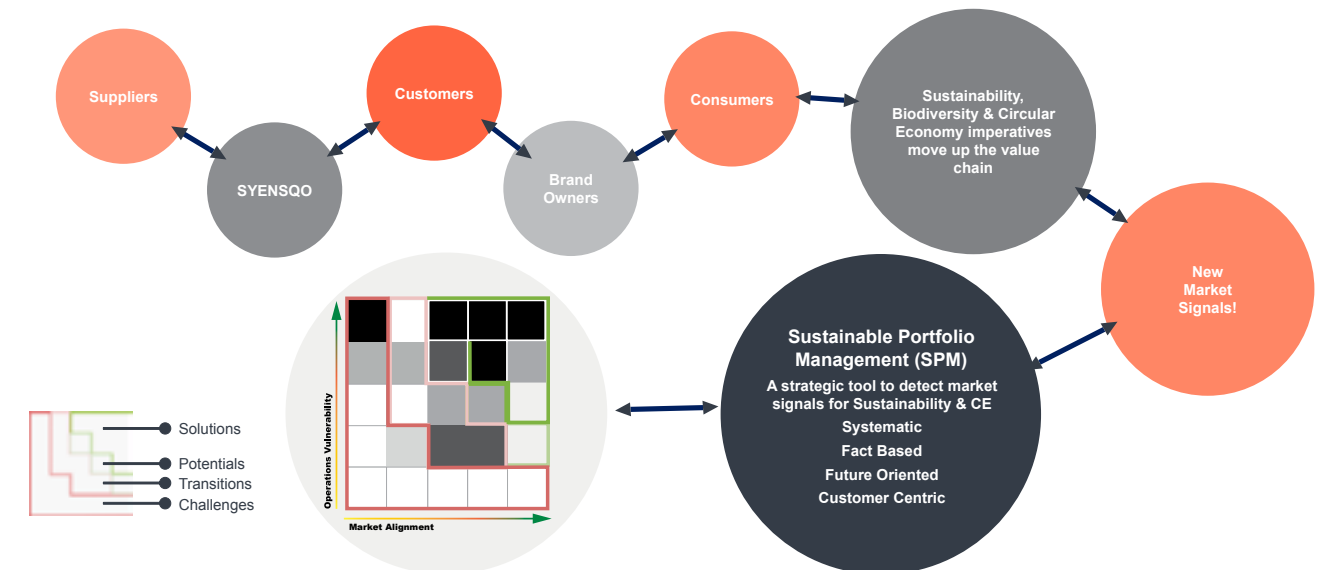 Suppliers
SYENSQO
Customers
Brand
Owners
Consumers
Sustainability,
Biodiversity & Circular
Economy imperatives
move up the value
chain
New
Market
Signals!
Sustainable Portfolio
Management (SPM)
A strategic tool to detect market
signals for Sustainability & CE
Systematic
Fact Based
Future Oriented
Customer Centric
Operations Vulnerability
Market Alignment
Solutions
Potentials
Transitions
Challenges